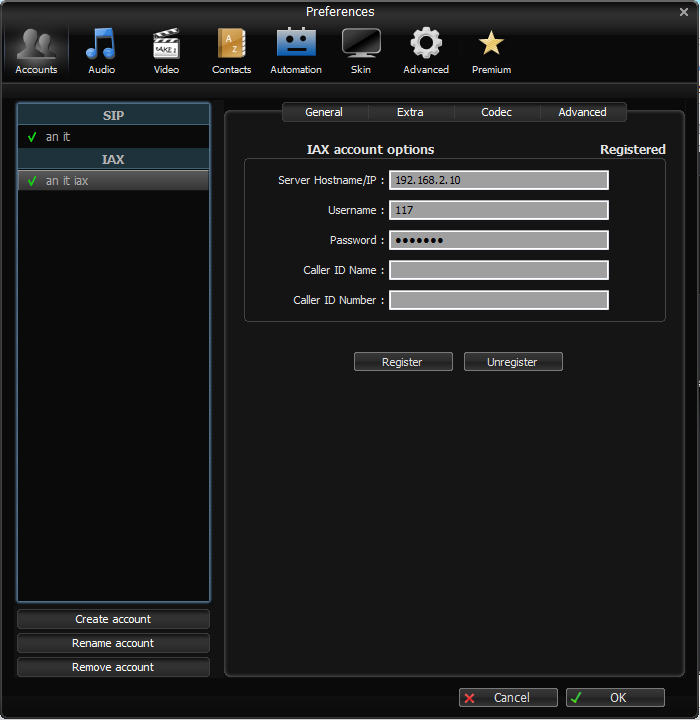 Preferences
Accounts Audio Video Contacts Automation Skin Advanced Premium
TAKE 2
A
Z
SIP
an it
IAX
an it iax
General Extra Codec Advanced
IAX account options Registered
Server Hostname/IP : 192.168.2.10
Username : 117
Password : ●●●●●●●
Caller ID Name :
Caller ID Number :
Register Unregister
Create account
Rename account
Remove account
Cancel OK